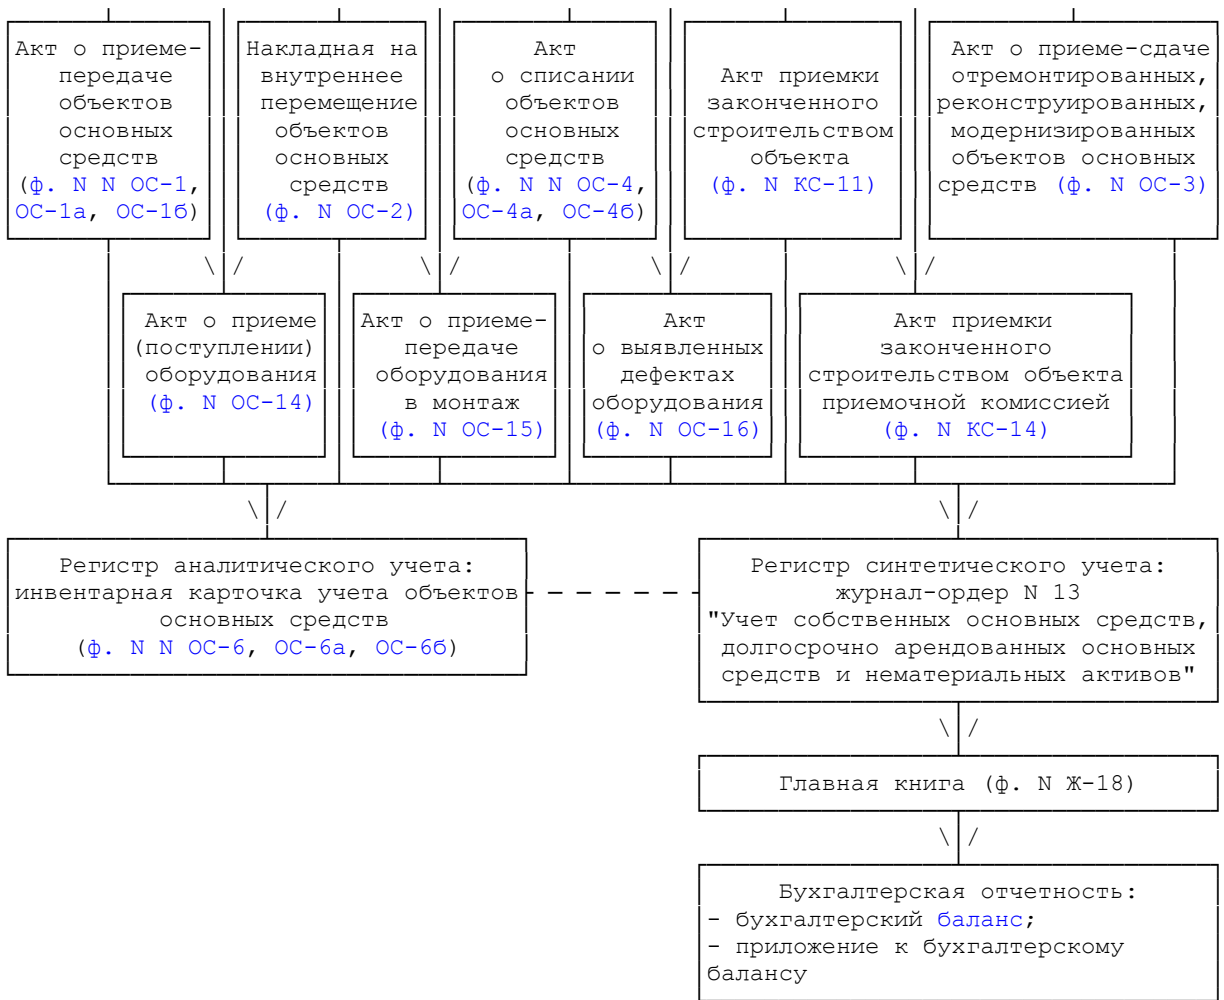 Акт о приеме-
передаче
объектов
основных
средств
(ф. N N ОС-1,
ОС-1а, ОС-1б)
Накладная на
внутреннее
перемещение
объектов
основных
средств
(ф. N ОС-2)
Акт
о списании
объектов
основных
средств
(ф. N N ОС-4,
ОС-4а, ОС-4б)
Акт приемки
законченного
строительством
объекта
(ф. N КС-11)
Акт о приеме-сдаче
отремонтированных,
реконструированных,
модернизированных
объектов основных
средств (ф. N ОС-3)
Акт о приеме
(поступлении)
оборудования
(ф. N ОС-14)
Акт о приеме-
передаче
оборудования
в монтаж
(ф. N ОС-15)
Акт
о выявленных
дефектах
оборудования
(ф. N ОС-16)
Акт приемки
законченного
строительством объекта
приемочной комиссией
(ф. N КС-14)
Регистр аналитического учета:
инвентарная карточка учета объектов
основных средств
(ф. N N ОС-6, ОС-6а, ОС-6б)
Регистр синтетического учета:
журнал-ордер N 13
"Учет собственных основных средств,
долгосрочно арендованных основных
средств и нематериальных активов"
Главная книга (ф. N Ж-18)
Бухгалтерская отчетность:
- бухгалтерский баланс;
- приложение к бухгалтерскому
балансу